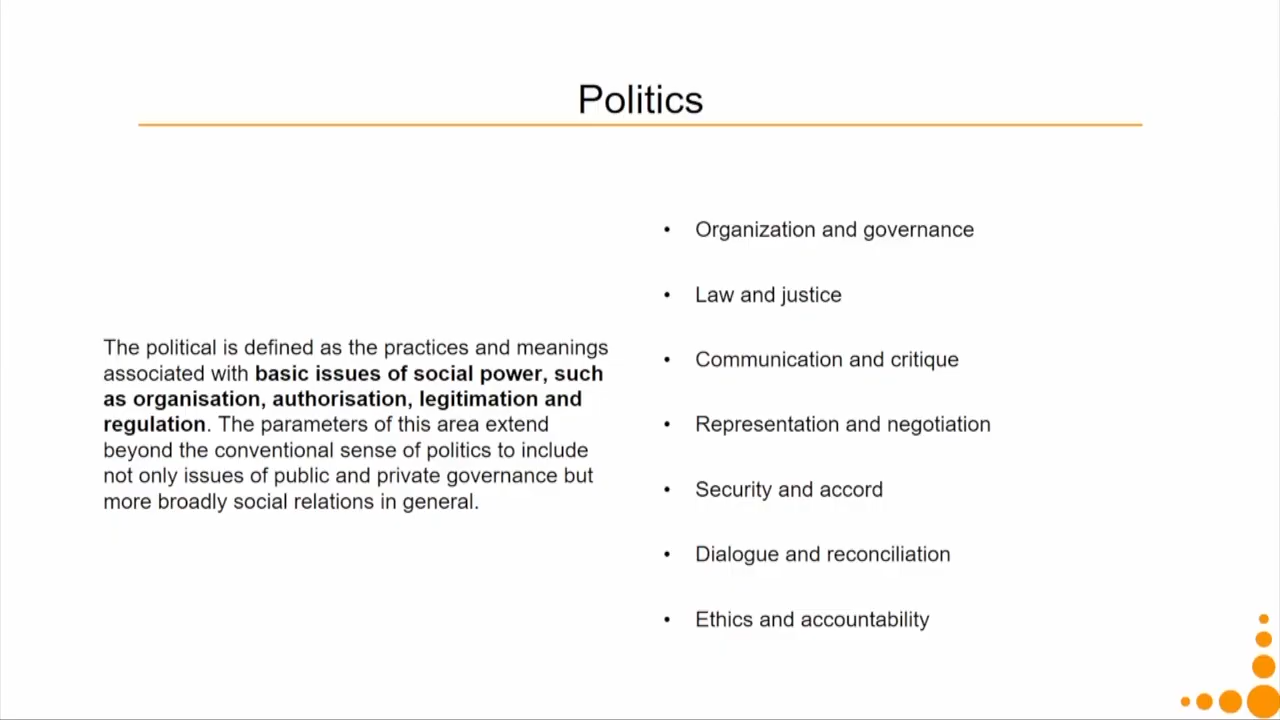 Politics
The political is defined as the practices and meanings
associated with basic issues of social power, such
as organisation, authorisation, legitimation and
regulation. The parameters of this area extend
beyond the conventional sense of politics to include
not only issues of public and private governance but
more broadly social relations in general.
• Organization and governance
• Law and justice
• Communication and critique
• Representation and negotiation
• Security and accord
• Dialogue and reconciliation
• Ethics and accountability